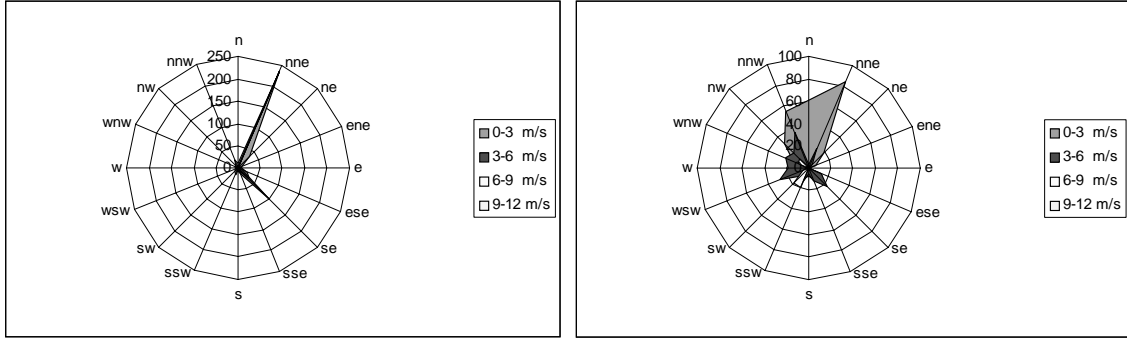 n
250
nnw
nne
200
nw
ne
150
wnw
100
ene
50
w
0
e
wsw
ese
sw
se
ssw
sse
s
0-3 m/s
3-6 m/s
6-9 m/s
9-12 m/s
n
100
nnw
nne
80
nw
ne
60
wnw
40
ene
20
w
0
e
wsw
ese
sw
se
ssw
sse
s
0-3 m/s
3-6 m/s
6-9 m/s
9-12 m/s